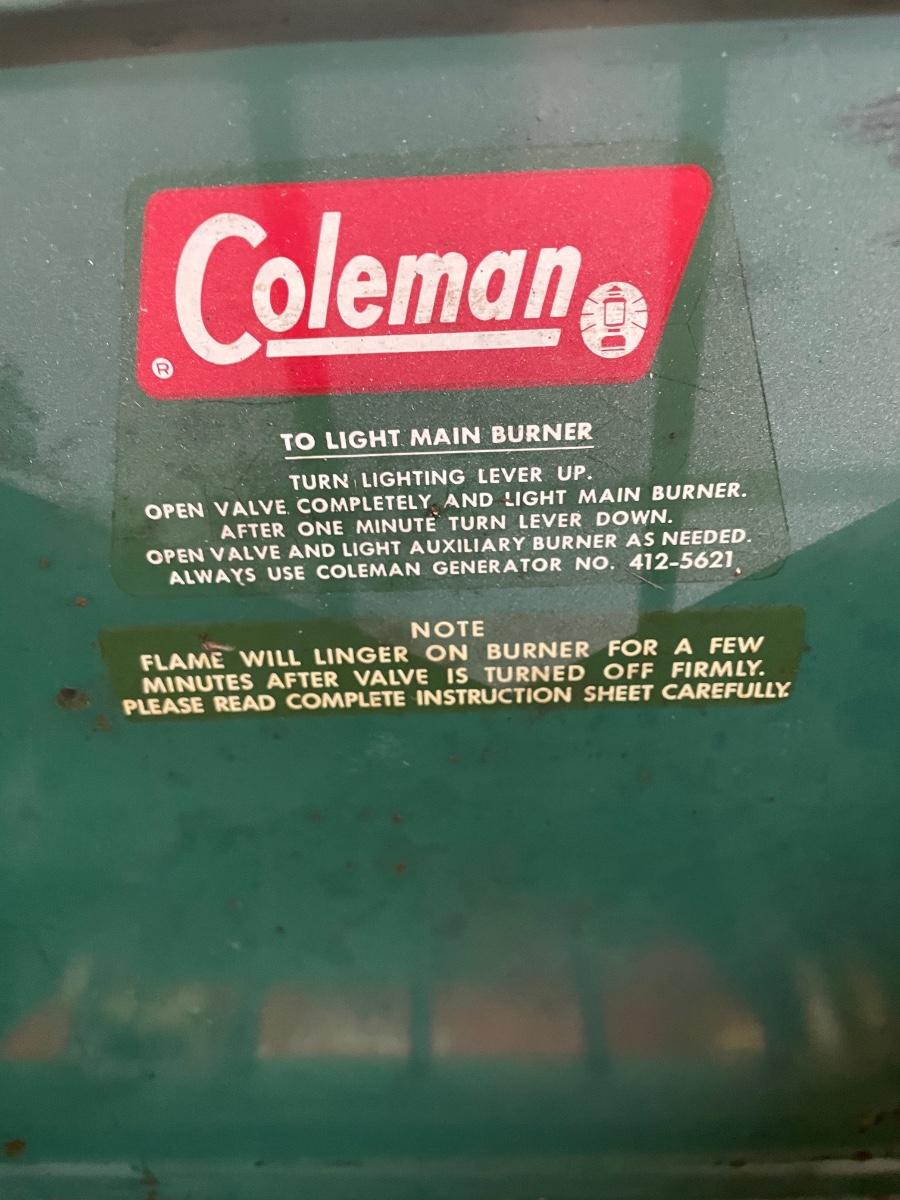 Coleman
®
TO LIGHT MAIN BURNER
TURN LIGHTING LEVER UP.
OPEN VALVE COMPLETELY AND LIGHT MAIN BURNER.
AFTER ONE MINUTE TURN LEVER DOWN.
OPEN VALVE AND LIGHT AUXILIARY BURNER AS NEEDED.
ALWAYS USE COLEMAN GENERATOR NO. 412-5621.
NOTE
FLAME WILL LINGER ON BURNER FOR A FEW
MINUTES AFTER VALVE IS TURNED OFF FIRMLY.
PLEASE READ COMPLETE INSTRUCTION SHEET CAREFULLY.